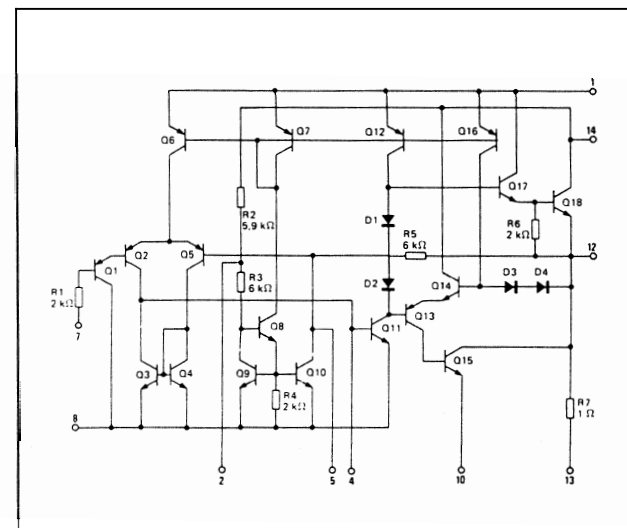 1
Q6
Q7
Q12
Q16
14
Q17
Q18
R2
5,9 kΩ
D1
R6
2 kΩ
R5
6 kΩ
12
Q1
Q2
Q5
R3
6 kΩ
D2
Q14
D3
D4
R1
2 kΩ
7
Q8
Q11
Q13
Q3
Q4
Q9
Q10
Q15
R4
2 kΩ
R7
1 Ω
8
2
5
4
10
13